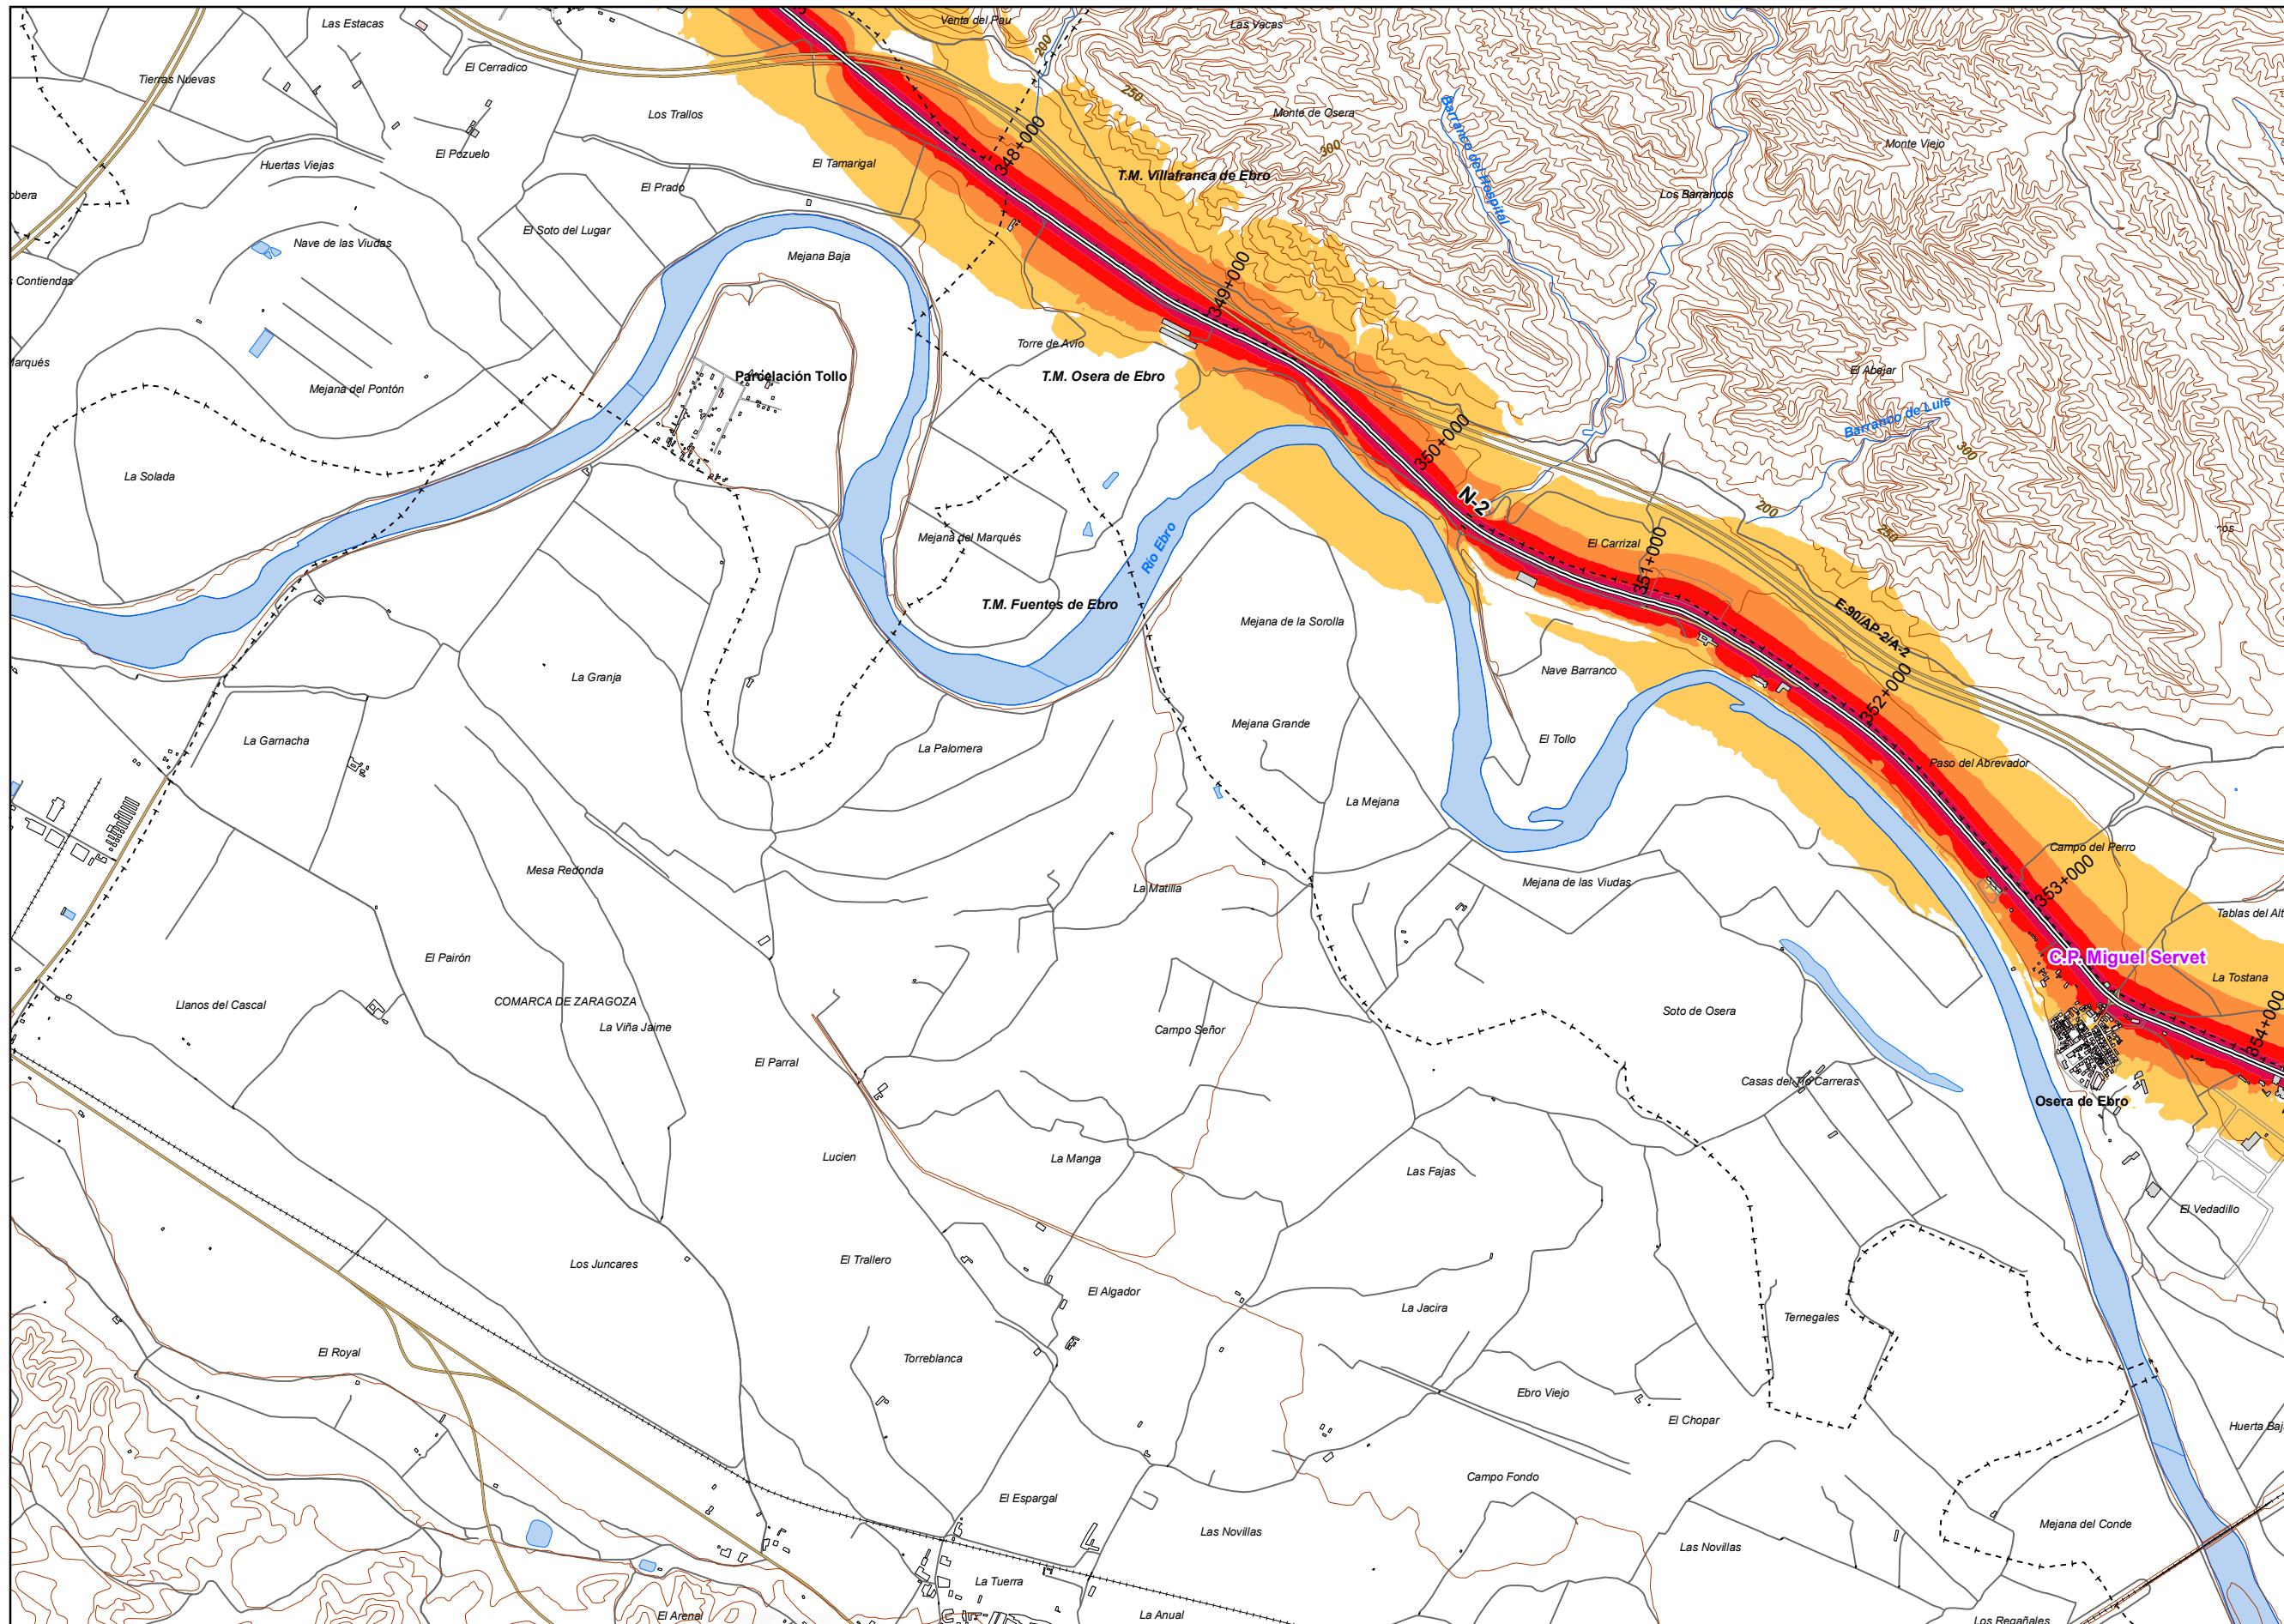 Las Estacas
Venta del Pau
Las Vacas
200
El Cerradico
Tierras Nuevas
250
Los Trallos
Monte de Osera
Barranco del Hospital
348+000
300
Monte Viejo
El Pozuelo
Huertas Viejas
El Tamarigal
T.M. Villafranca de Ebro
El Prado
Los Barrancos
obera
El Soto del Lugar
Nave de las Viudas
Mejana Baja
Contiendas
349+000
Torre de Avío
arqués
Parcelación Tollo
T.M. Osera de Ebro
El Abejar
Mejana del Pontón
Barranco de Luis
350+000
300
La Solada
N-2
200
250
Mejana del Marqués
Río Ebro
El Carrizal
351+000
T.M. Fuentes de Ebro
E-90/AP-2/A-2
Mejana de la Sorolla
Nave Barranco
La Granja
352+000
Mejana Grande
La Garnacha
La Palomera
El Tollo
Paso del Abrevador
La Mejana
Campo del Perro
Mesa Redonda
353+000
La Matilla
Mejana de las Viudas
Tablas del Alt
El Pairón
C.P. Miguel Servet
La Tostana
Llanos del Cascal
COMARCA DE ZARAGOZA
La Viña Jaime
Campo Señor
Soto de Osera
354+000
El Parral
Casas del Tío Carreras
Osera de Ebro
Lucien
La Manga
Las Fajas
El Vedadillo
Los Juncares
El Trallero
El Algador
La Jacira
Ternegales
El Royal
Torreblanca
Ebro Viejo
El Chopar
Huerta Baj
Campo Fondo
El Espargal
Las Novillas
Mejana del Conde
Las Novillas
La Tuerra
El Arenal
La Anual
Los Regañales